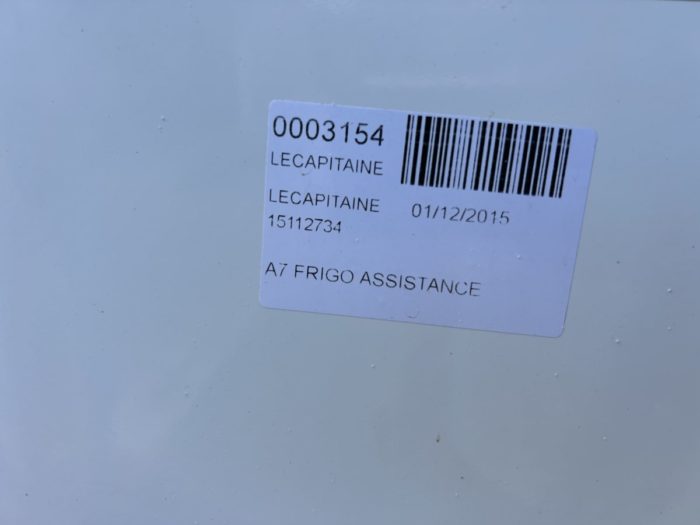 0003154
LECAPITAINE
LECAPITAINE 01/12/2015
15112734
A7 FRIGO ASSISTANCE